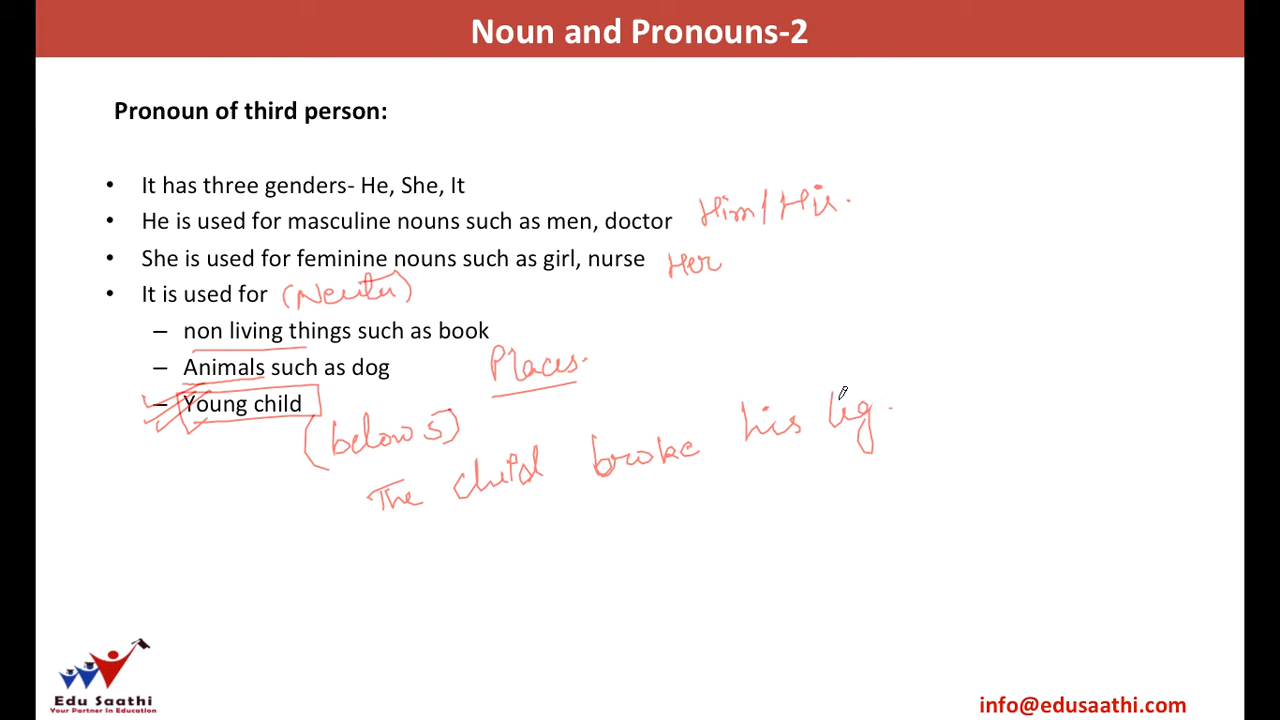 Noun and Pronouns-2
Pronoun of third person:
• It has three genders- He, She, It
• He is used for masculine nouns such as men, doctor Him/His.
• She is used for feminine nouns such as girl, nurse Her
• It is used for (Neuter)
– non living things such as book
– Animals such as dog Places.
– Young child
(below 5)
The child broke his leg.
Edu Saathi
Your Partner In Education
info@edusaathi.com